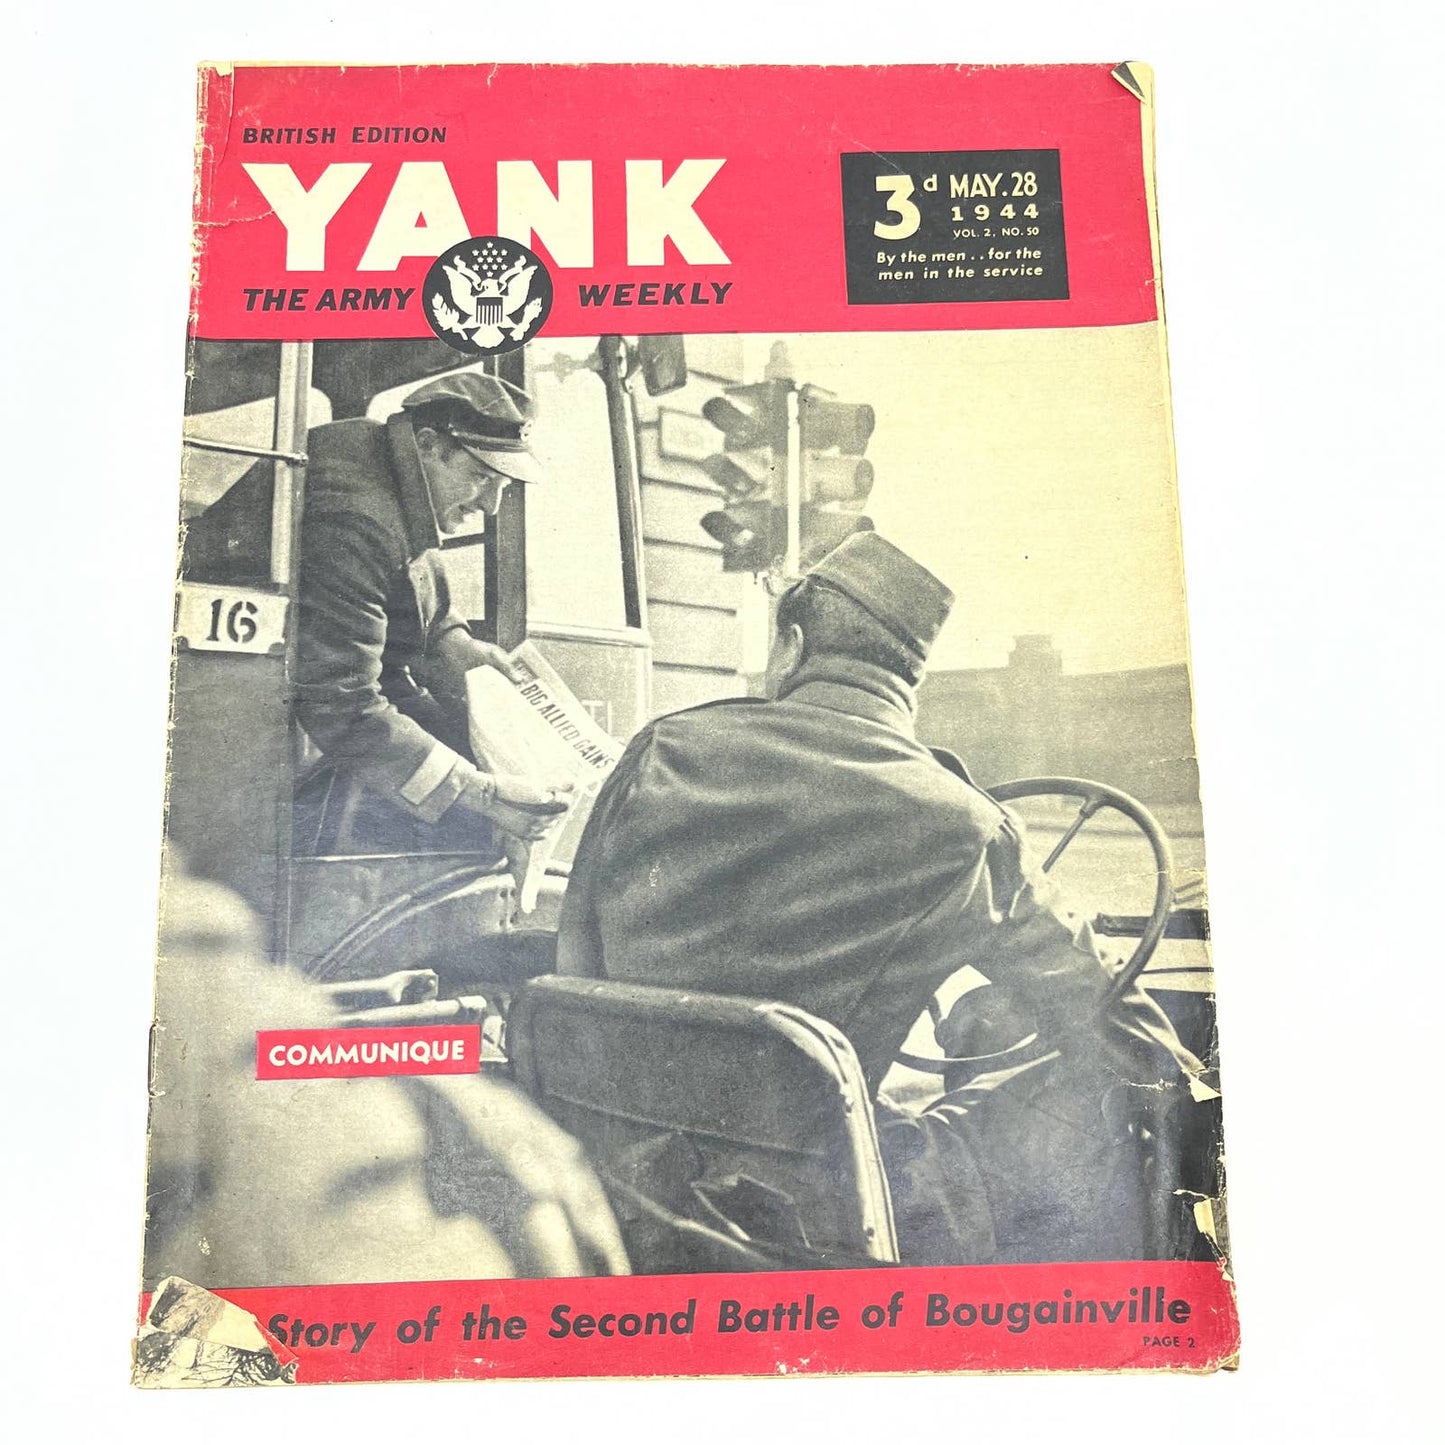 BRITISH EDITION
YANK
THE ARMY WEEKLY
3d MAY. 28
1944
VOL. 2, NO. 50
By the men . . for the
men in the service
16
BIG ALLIED GAINS
COMMUNIQUE
Story of the Second Battle of Bougainville
PAGE 2